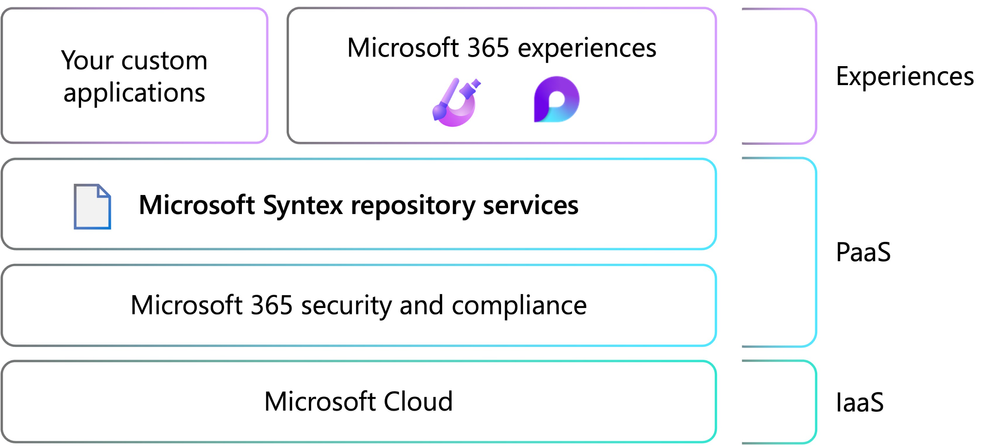 Your custom
applications
Microsoft 365 experiences
Experiences
Microsoft Syntex repository services
Microsoft 365 security and compliance
PaaS
Microsoft Cloud
IaaS